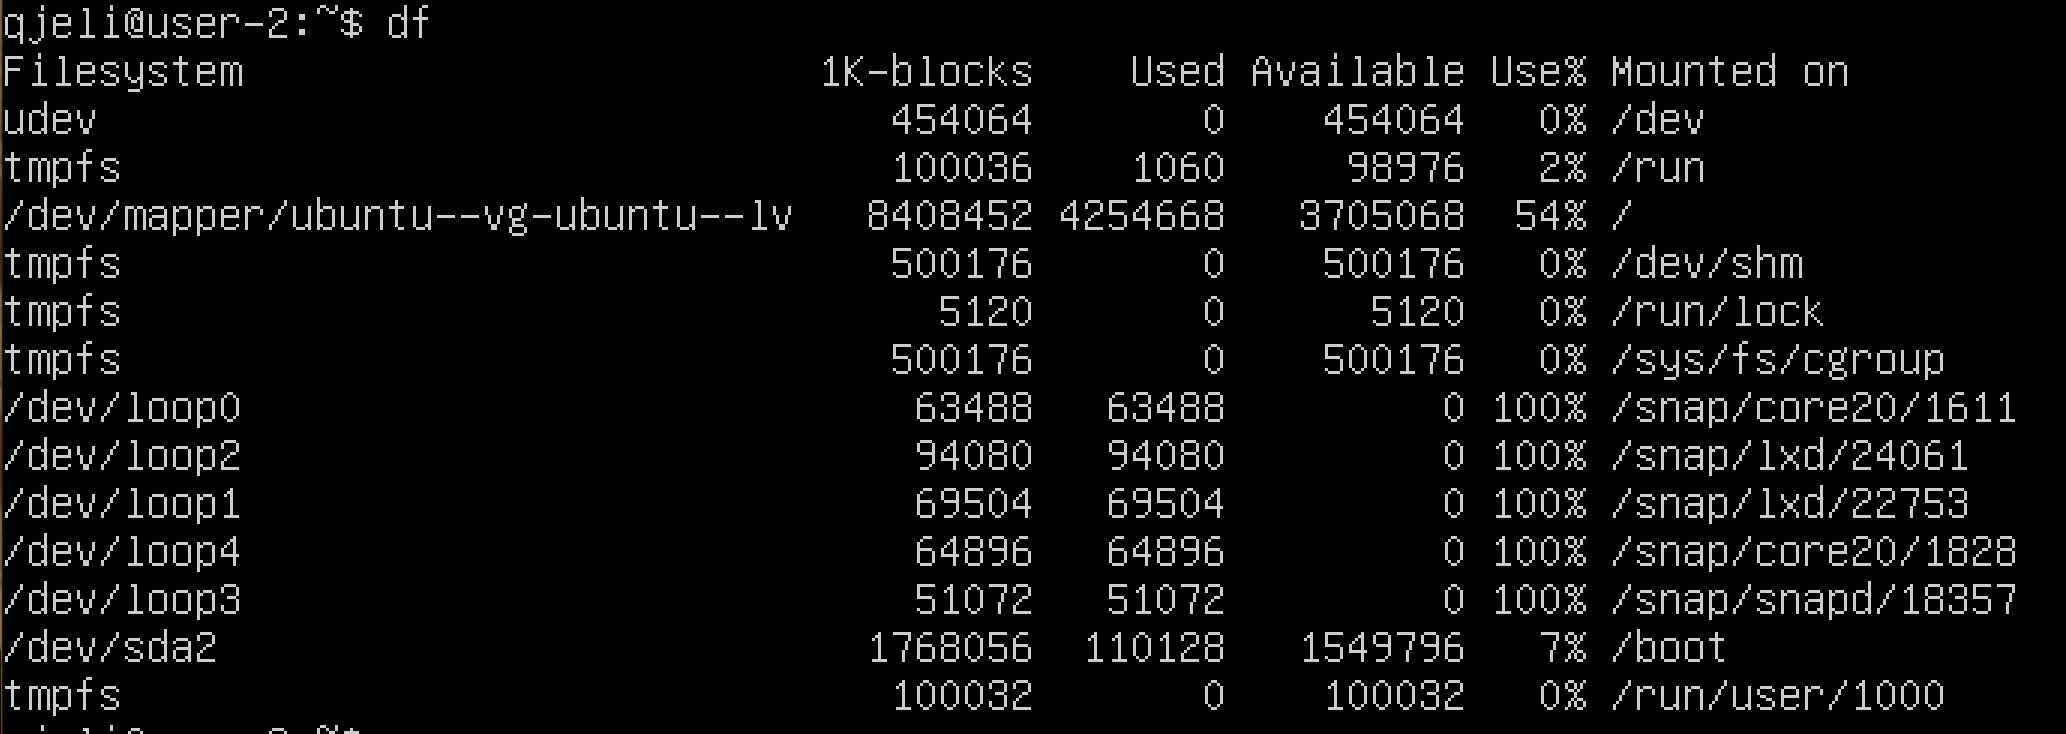 qjeli@user-2:~$ df
Filesystem 1K-blocks Used Available Use% Mounted on
udev 454064 0 454064 0% /dev
tmpfs 100036 1060 98976 2% /run
/dev/mapper/ubuntu--vg-ubuntu--lv 8408452 4254668 3705068 54% /
tmpfs 500176 0 500176 0% /dev/shm
tmpfs 5120 0 5120 0% /run/lock
tmpfs 500176 0 500176 0% /sys/fs/cgroup
/dev/loop0 63488 63488 0 100% /snap/core20/1611
/dev/loop2 94080 94080 0 100% /snap/lxd/24061
/dev/loop1 69504 69504 0 100% /snap/lxd/22753
/dev/loop4 64896 64896 0 100% /snap/core20/1828
/dev/loop3 51072 51072 0 100% /snap/snapd/18357
/dev/sda2 1768056 110128 1549796 7% /boot
tmpfs 100032 0 100032 0% /run/user/1000